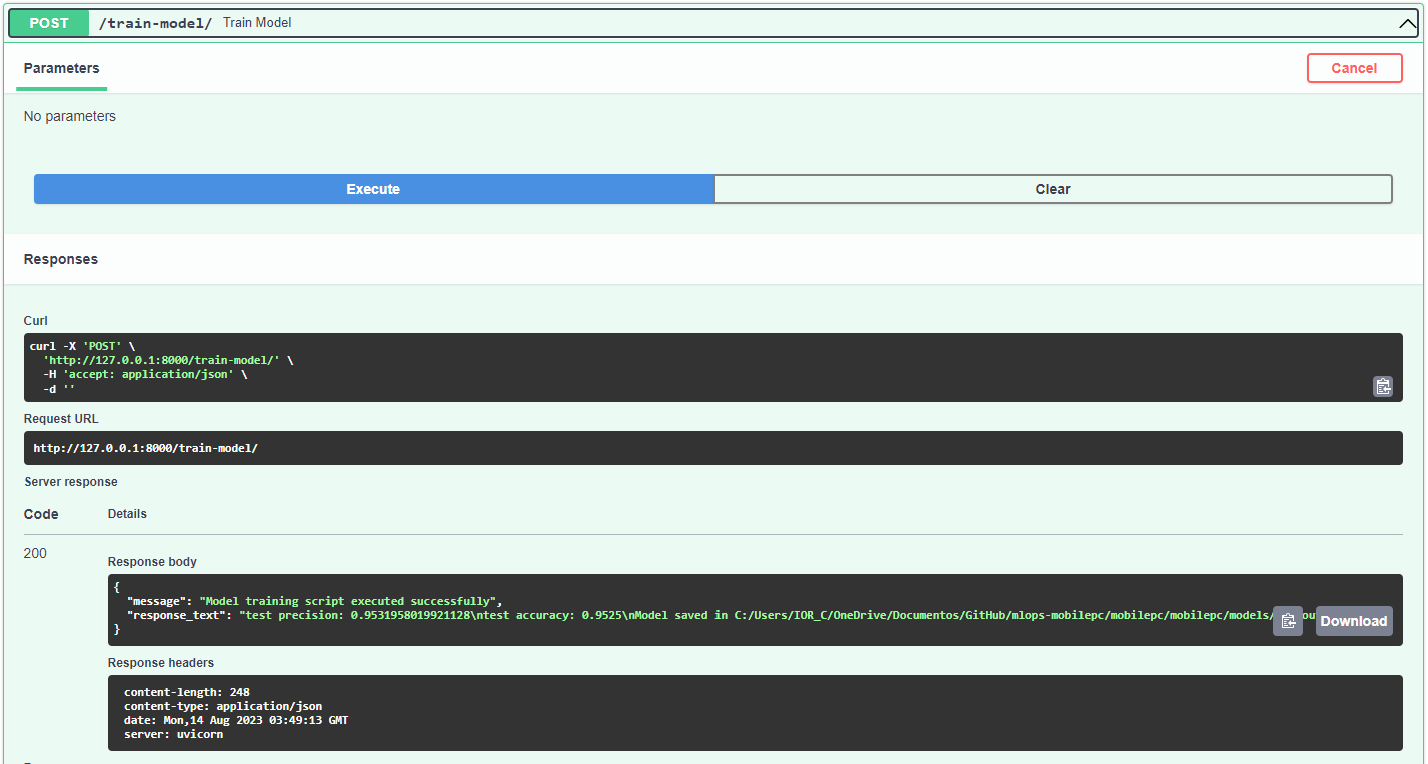 POST /train-model/ Train Model
Parameters
Cancel
No parameters
Execute
Clear
Responses
Curl
curl -X 'POST' \
  'http://127.0.0.1:8000/train-model/' \
  -H 'accept: application/json' \
  -d ''
Request URL
http://127.0.0.1:8000/train-model/
Server response
Code Details
200
Response body
{
  "message": "Model training script executed successfully",
  "response_text": "test precision: 0.9531958019921128\ntest accuracy: 0.9525\nModel saved in C:/Users/IOR_C/OneDrive/Documentos/GitHub/mlops-mobilepc/mobilepc/mobilepc/models/
}
Download
Response headers
content-length: 248
content-type: application/json
date: Mon,14 Aug 2023 03:49:13 GMT
server: uvicorn